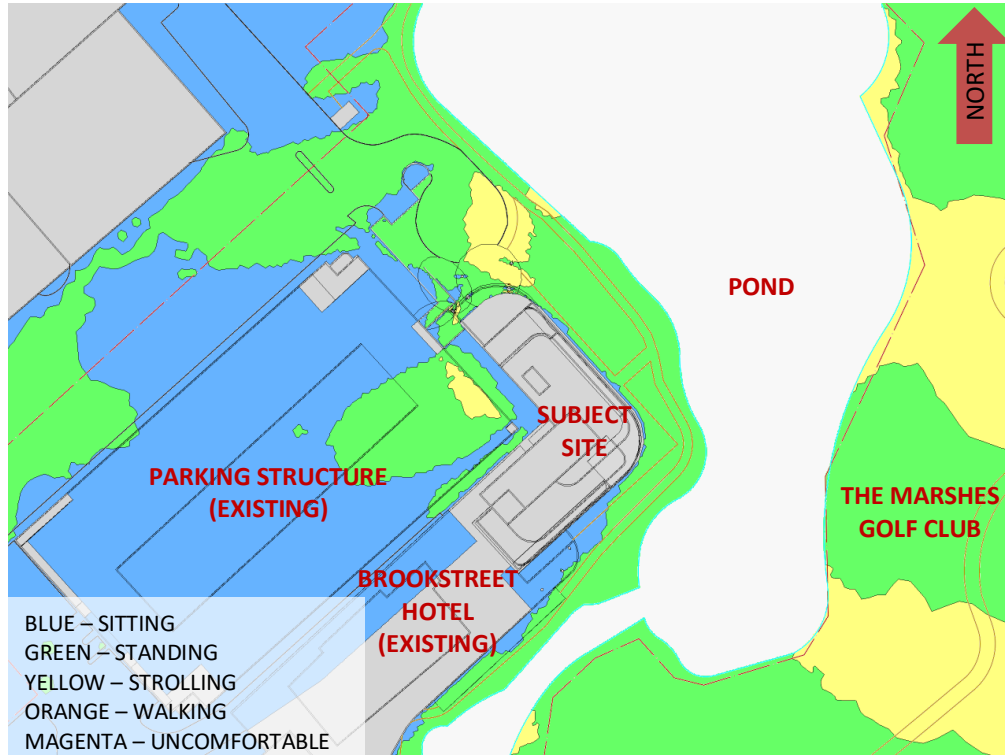 NORTH
POND
SUBJECT
SITE
PARKING STRUCTURE
(EXISTING)
THE MARSHES
GOLF CLUB
BROOKSTREET
HOTEL
(EXISTING)
BLUE – SITTING
GREEN – STANDING
YELLOW – STROLLING
ORANGE – WALKING
MAGENTA – UNCOMFORTABLE